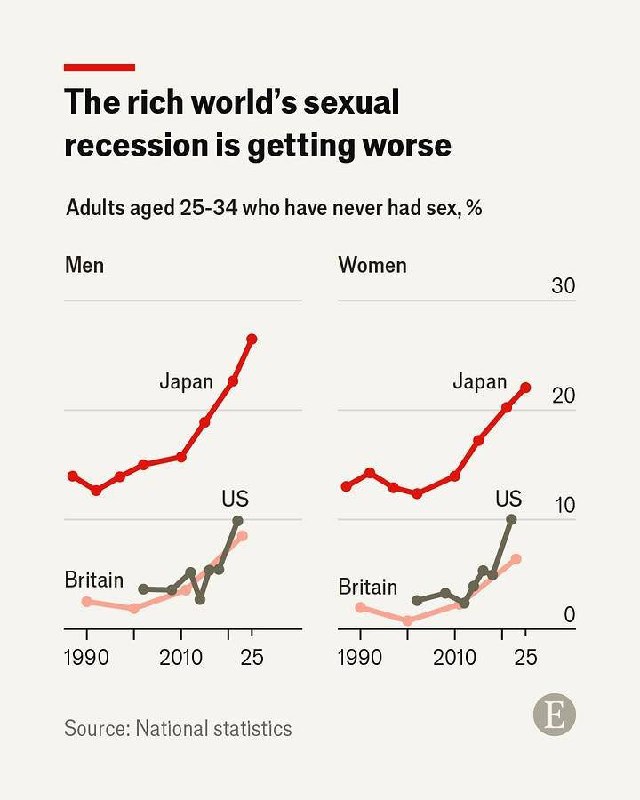 The rich world's sexual
recession is getting worse
Adults aged 25-34 who have never had sex, %
Men
Women
30
Japan
Japan
20
US
US
10
Britain
Britain
0
1990
2010
25
1990
2010
25
Source: National statistics
E